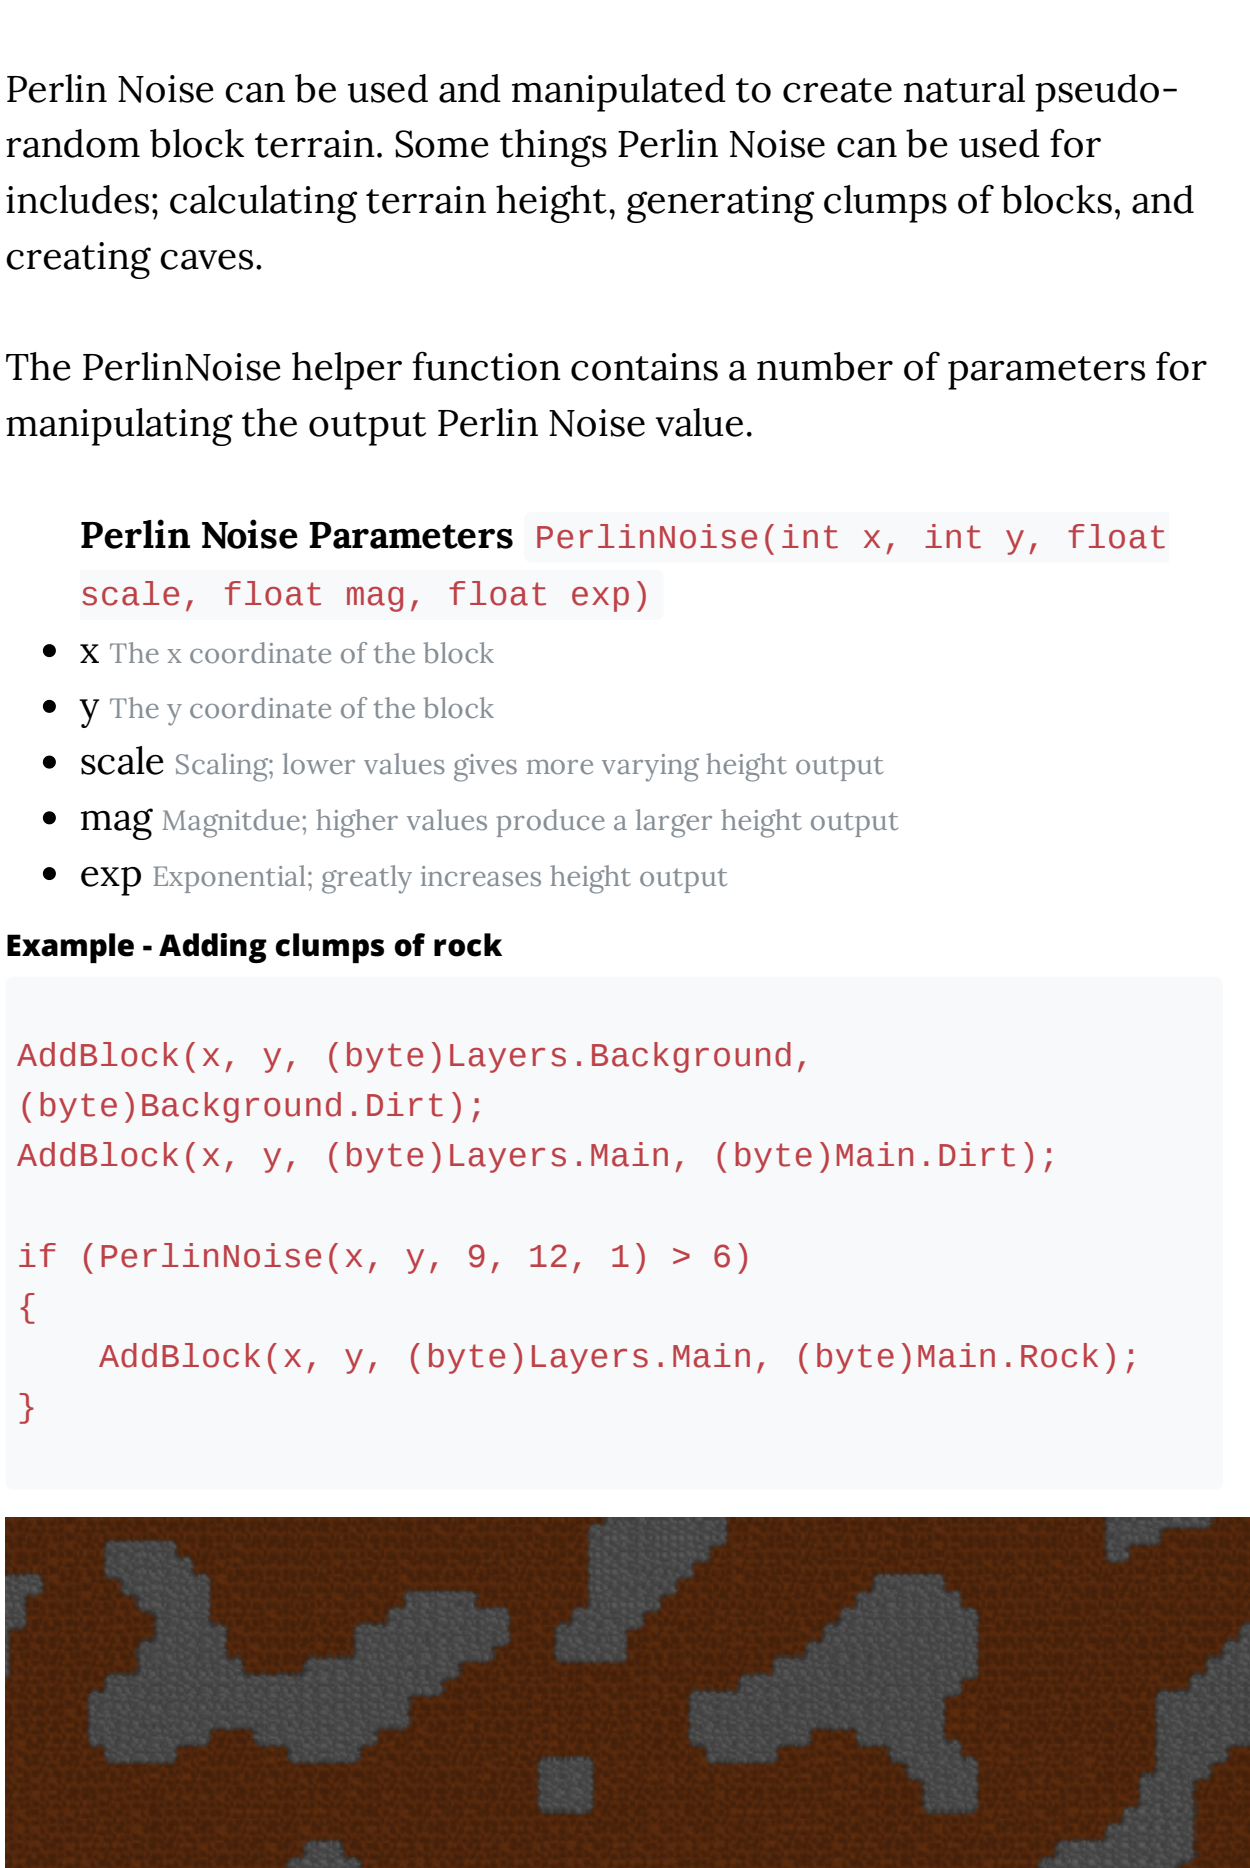 Perlin Noise can be used and manipulated to create natural pseudo-
random block terrain. Some things Perlin Noise can be used for
includes; calculating terrain height, generating clumps of blocks, and
creating caves.
The PerlinNoise helper function contains a number of parameters for
manipulating the output Perlin Noise value.
Perlin Noise Parameters PerlinNoise(int x, int y, float
scale, float mag, float exp)
• x The x coordinate of the block
• y The y coordinate of the block
• scale Scaling; lower values gives more varying height output
• mag Magnitdue; higher values produce a larger height output
• exp Exponential; greatly increases height output
Example - Adding clumps of rock
AddBlock(x, y, (byte)Layers.Background,
(byte)Background.Dirt);
AddBlock(x, y, (byte)Layers.Main, (byte)Main.Dirt);
if (PerlinNoise(x, y, 9, 12, 1) > 6)
{
    AddBlock(x, y, (byte)Layers.Main, (byte)Main.Rock);
}